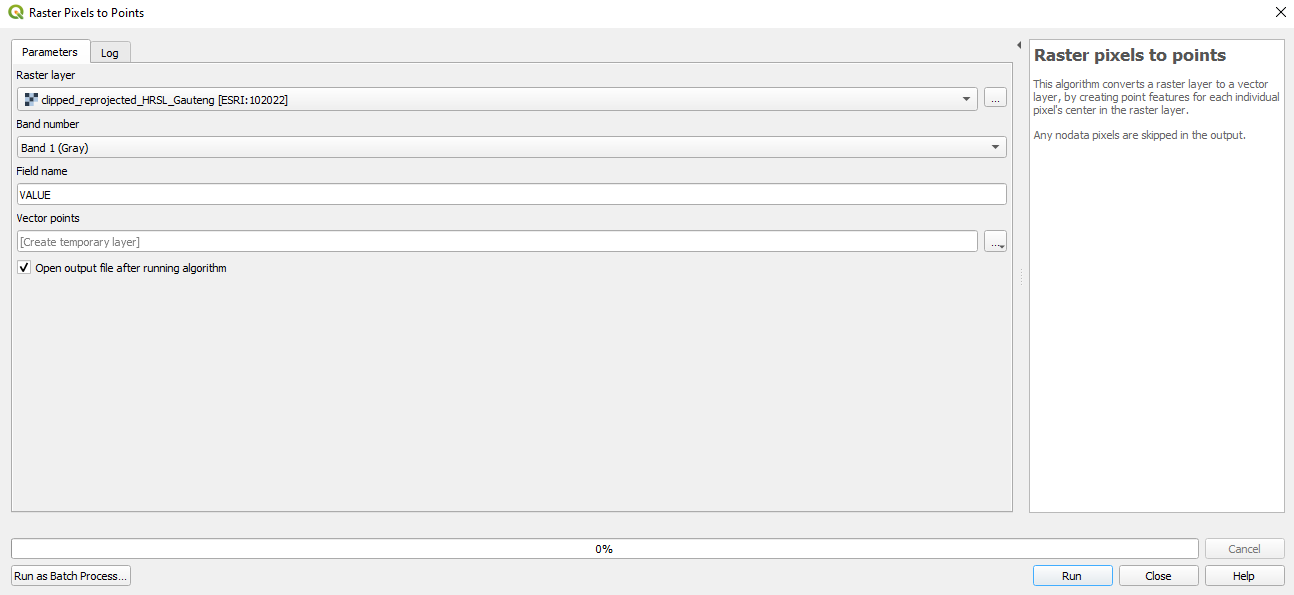 Raster Pixels to Points
Parameters
Log
Raster layer
clipped_reprojected_HRSL_Gauteng [ESRI:102022]
...
Band number
Band 1 (Gray)
Field name
VALUE
Vector points
[Create temporary layer]
...
Open output file after running algorithm
Raster pixels to points
This algorithm converts a raster layer to a vector
layer, by creating point features for each individual
pixel's center in the raster layer.
Any nodata pixels are skipped in the output.
0%
Cancel
Run as Batch Process...
Run
Close
Help